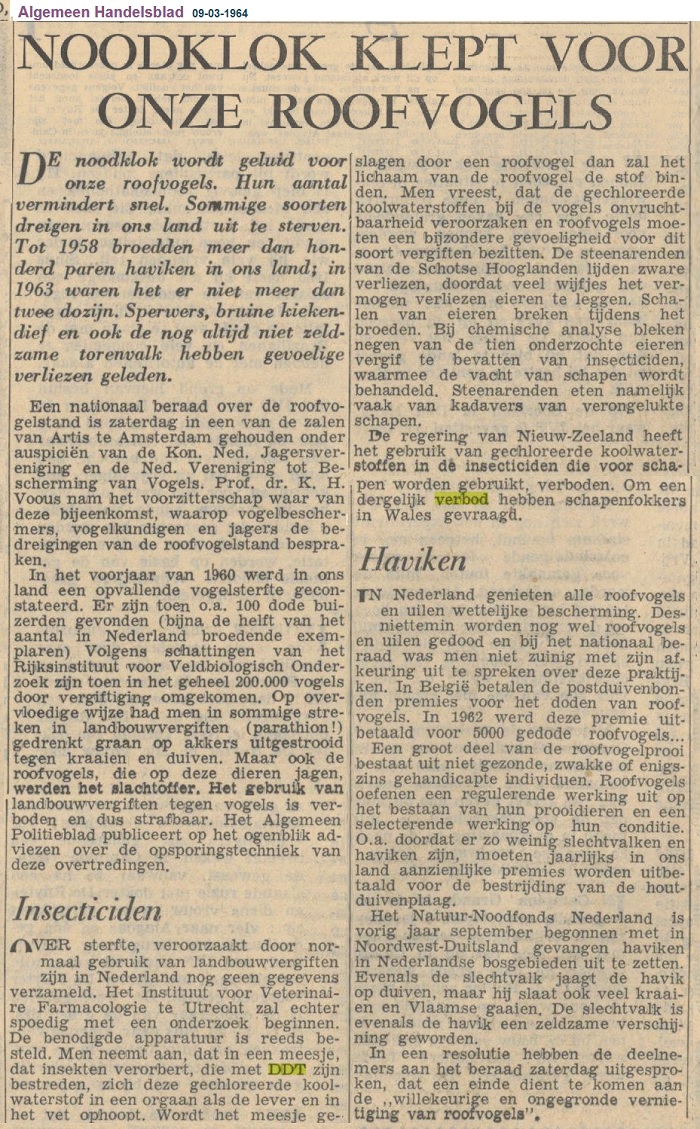 Algemeen Handelsblad 09-03-1964
NOODKLOK KLEPT VOOR
ONZE ROOFVOGELS
DE noodklok wordt geluid voor
onze roofvogels. Hun aantal
vermindert snel. Sommige soorten
dreigen in ons land uit te sterven.
Tot 1958 broedden meer dan hon-
derd paren haviken in ons land; in
1963 waren het er niet meer dan
twee dozijn. Sperwers, bruine kieken-
dief en ook de nog altijd niet zeld-
zame torenvalk hebben gevoelige
verliezen geleden.
Een nationaal beraad over de roofvo-
gelstand is zaterdag in een van de zalen
van Artis te Amsterdam gehouden onder
auspiciën van de Kon. Ned. Jagersver-
eniging en de Ned. Vereniging tot Be-
scherming van Vogels. Prof. dr. K. H.
Voous nam het voorzitterschap waar van
deze bijeenkomst, waarop vogelbescher-
mers, vogelkundigen en jagers de be-
dreigingen van de roofvogelstand bespra-
ken.
In het voorjaar van 1960 werd in ons
land een opvallende vogelsterfte gecon-
stateerd. Er zijn toen o.a. 100 dode bui-
zerden gevonden (bijna de helft van het
aantal in Nederland broedende exem-
plaren) Volgens schattingen van het
Rijksinstituut voor Veldbiologisch Onder-
zoek zijn toen in het geheel 200.000 vogels
door vergiftiging omgekomen. Op over-
vloedige wijze had men in sommige stre-
ken in landbouwvergiften (parathion!)
gedrenkt graan op akkers uitgestrooid
tegen kraaien en duiven. Maar ook de
roofvogels, die op deze dieren jagen,
werden het slachtoffer. Het gebruik van
landbouwvergiften tegen vogels is ver-
boden en dus strafbaar. Het Algemeen
Politieblad publiceert op het ogenblik ad-
viezen over de opsporingstechniek van
deze overtredingen.
Insecticiden
OVER sterfte, veroorzaakt door nor-
maal gebruik van landbouwvergiften
zijn in Nederland nog geen gegevens
verzameld. Het Instituut voor Veterinai-
re Farmacologie te Utrecht zal echter
spoedig met een onderzoek beginnen.
De benodigde apparatuur is reeds be-
steld. Men neemt aan, dat in een meesje,
dat insekten verorbert, die met DDT zijn
bestreden, zich deze gechloreerde kool-
waterstof in een orgaan als de lever en in
het vet ophoopt. Wordt het meesje ge-
slagen door een roofvogel dan zal het
lichaam van de roofvogel de stof bin-
den. Men vreest, dat de gechloreerde
koolwaterstoffen bij de vogels onvrucht-
baarheid veroorzaken en roofvogels moe-
ten een bijzondere gevoeligheid voor dit
soort vergiften bezitten. De steenarenden
van de Schotse Hooglanden lijden zware
verliezen, doordat veel wijfjes het ver-
mogen verliezen eieren te leggen. Scha-
len van eieren breken tijdens het
broeden. Bij chemische analyse bleken
negen van de tien onderzochte eieren
vergif te bevatten van insecticiden,
waarmee de vacht van schapen wordt
behandeld. Steenarenden eten namelijk
vaak van kadavers van verongelukte
schapen.
De regering van Nieuw-Zeeland heeft
het gebruik van gechloreerde koolwater-
stoffen in de insecticiden die voor scha-
pen worden gebruikt, verboden. Om een
dergelijk verbod hebben schapenfokkers
in Wales gevraagd.
Haviken
IN Nederland genieten alle roofvogels
en uilen wettelijke bescherming. Des-
niettemin worden nog wel roofvogels
en uilen gedood en bij het nationaal be-
raad was men niet zuinig met zijn af-
keuring uit te spreken over deze praktij-
ken. In België betalen de postduivenbon-
den premies voor het doden van roof-
vogels. In 1962 werd deze premie uit-
betaald voor 5000 gedode roofvogels...
Een groot deel van de roofvogelprooi
bestaat uit niet gezonde, zwakke of enigs-
zins gehandicapte individuen. Roofvogels
oefenen een regulerende werking uit op
het bestaan van hun prooidieren en een
selecterende werking op hun conditie.
O.a. doordat er zo weinig slechtvalken en
haviken zijn, moeten jaarlijks in ons
land aanzienlijke premies worden uitbe-
taald voor de bestrijding van de hout-
duivenplaag.
Het Natuur-Noodfonds Nederland is
vorig jaar september begonnen met in
Noordwest-Duitsland gevangen haviken
in Nederlandse bosgebieden uit te zetten.
Evenals de slechtvalk jaagt de havik
op duiven, maar hij slaat ook veel kraai-
en en Vlaamse gaaien. De slechtvalk is
evenals de havik een zeldzame verschij-
ning geworden.
In een resolutie hebben de deelne-
mers aan het beraad zaterdag uitgespro-
ken, dat een einde dient te komen aan
de „willekeurige en ongegronde vernie-
tiging van roofvogels".